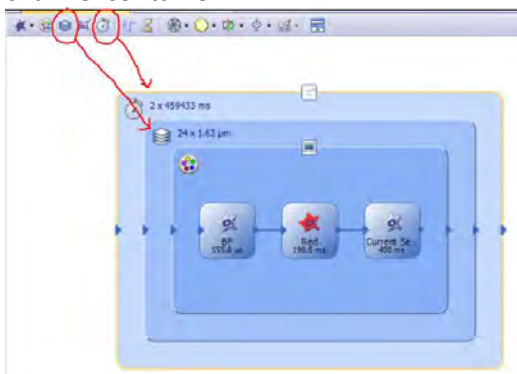 2 x 459433 ms
24 x 1.62 µm
BF
555.6 µs
Red
190.5 ms
Current Se
400 ms